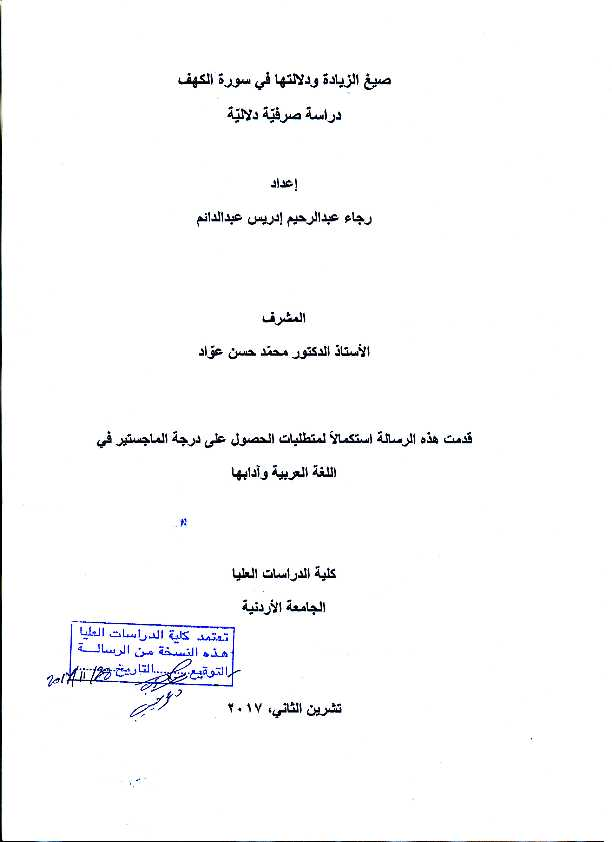 صيغ الزيادة ودلالتها في سورة الكهف
دراسة صرفيّة دلاليّة
إعداد
رجاء عبدالرحيم إدريس عبدالدائم
المشرف
الأستاذ الدكتور محمّد حسن عوّاد
قدمت هذه الرسالة استكمالاً لمتطلبات الحصول على درجة الماجستير في
اللغة العربية وآدابها
كلية الدراسات العليا
الجامعة الأردنية
تعتمد كلية الدراسات العليا
هذه النسخة من الرسالة
التوقيع..........التاريخ..........
تشرين الثاني، ٢٠١٧